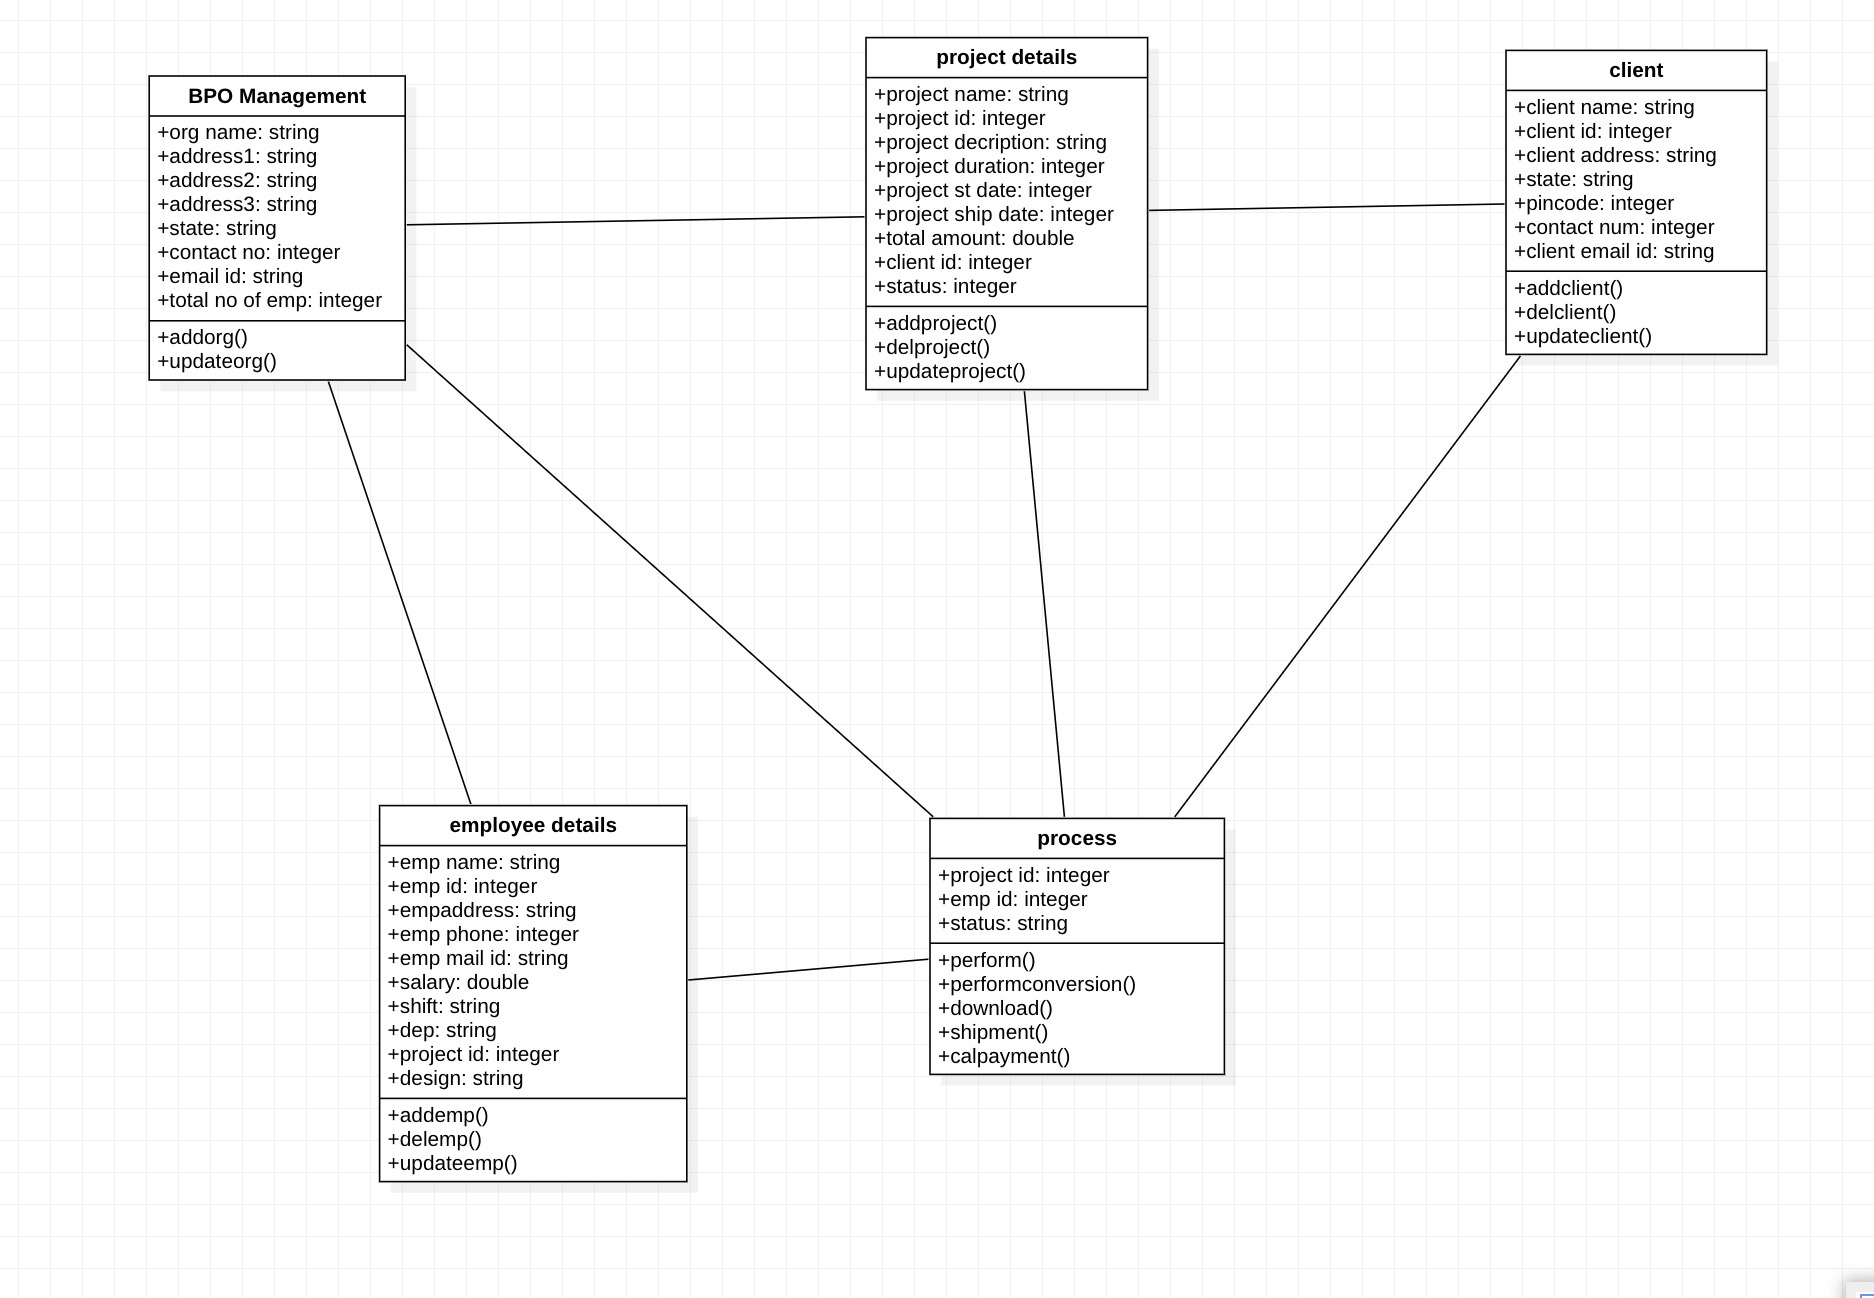 BPO Management
+org name: string
+address1: string
+address2: string
+address3: string
+state: string
+contact no: integer
+email id: string
+total no of emp: integer
+addorg()
+updateorg()
project details
+project name: string
+project id: integer
+project decription: string
+project duration: integer
+project st date: integer
+project ship date: integer
+total amount: double
+client id: integer
+status: integer
+addproject()
+delproject()
+updateproject()
client
+client name: string
+client id: integer
+client address: string
+state: string
+pincode: integer
+contact num: integer
+client email id: string
+addclient()
+delclient()
+updateclient()
employee details
+emp name: string
+emp id: integer
+empaddress: string
+emp phone: integer
+emp mail id: string
+salary: double
+shift: string
+dep: string
+project id: integer
+design: string
+addemp()
+delemp()
+updateemp()
process
+project id: integer
+emp id: integer
+status: string
+perform()
+performconversion()
+download()
+shipment()
+calpayment()